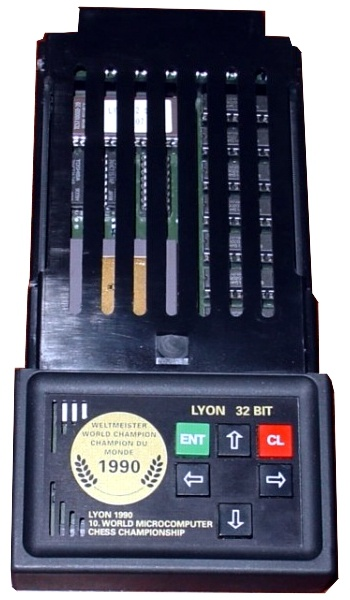 LYON 32 BIT
WELTMEISTER
WORLD CHAMPION
CHAMPION DU
MONDE
1990
ENT
CL
LYON 1990
10. WORLD MICROCOMPUTER
CHESS CHAMPIONSHIP